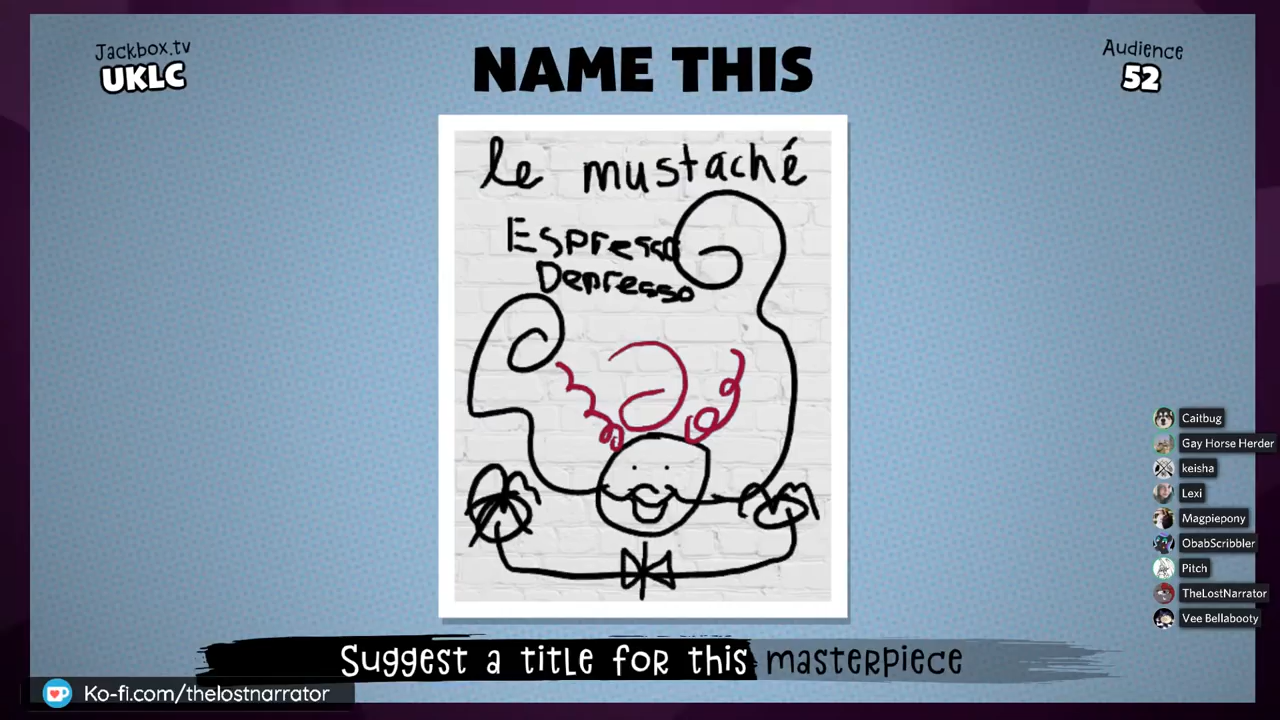 Jackbox.tv
UKLC
NAME THIS
Audience
52
le mustaché
Espresso
Depresso
Caitbug
Gay Horse Herder
keisha
Lexi
Magpiepony
ObabScribbler
Pitch
TheLostNarrator
Vee Bellabooty
Suggest a title for this masterpiece
Ko-fi.com/thelostnarrator